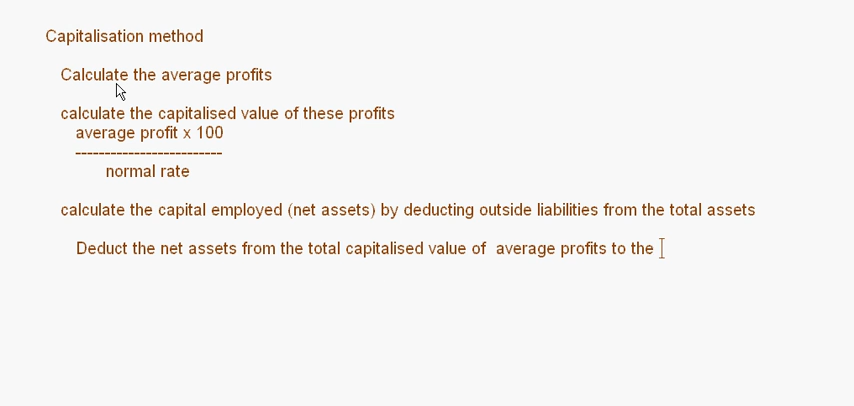 Capitalisation method
Calculate the average profits
calculate the capitalised value of these profits
average profit x 100
-------------------------
normal rate
calculate the capital employed (net assets) by deducting outside liabilities from the total assets
Deduct the net assets from the total capitalised value of  average profits to the